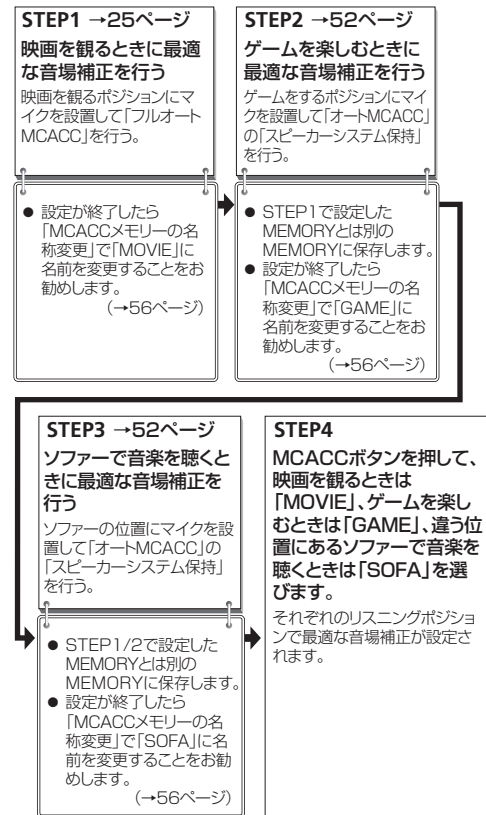 STEP1 →25ページ
映画を観るときに最適
な音場補正を行う
映画を観るポジションにマ
イクを設置して「フルオート
MCACC」を行う。
● 設定が終了したら
「MCACCメモリーの名
称変更」で「MOVIE」に
名前を変更することをお
勧めします。
(→56ページ)
STEP2 →52ページ
ゲームを楽しむときに
最適な音場補正を行う
ゲームをするポジションにマイ
クを設置して「オートMCACC」
の「スピーカーシステム保持」
を行う。
● STEP1で設定した
MEMORYとは別の
MEMORYに保存します。
● 設定が終了したら
「MCACCメモリーの名
称変更」で「GAME」に
名前を変更することをお
勧めします。
(→56ページ)
STEP3 →52ページ
ソファーで音楽を聴くと
きに最適な音場補正を
行う
ソファーの位置にマイクを設
置して「オートMCACC」の
「スピーカーシステム保持」
を行う。
● STEP1/2で設定した
MEMORYとは別の
MEMORYに保存します。
● 設定が終了したら
「MCACCメモリーの名
称変更」で「SOFA」に名
前を変更することをお勧
めします。
(→56ページ)
STEP4
MCACCボタンを押して、
映画を観るときは
「MOVIE」、ゲームを楽し
むときは「GAME」、違う位
置にあるソファーで音楽を
聴くときは「SOFA」を選
びます。
それぞれのリスニングポジショ
ンで最適な音場補正が設定さ
れます。